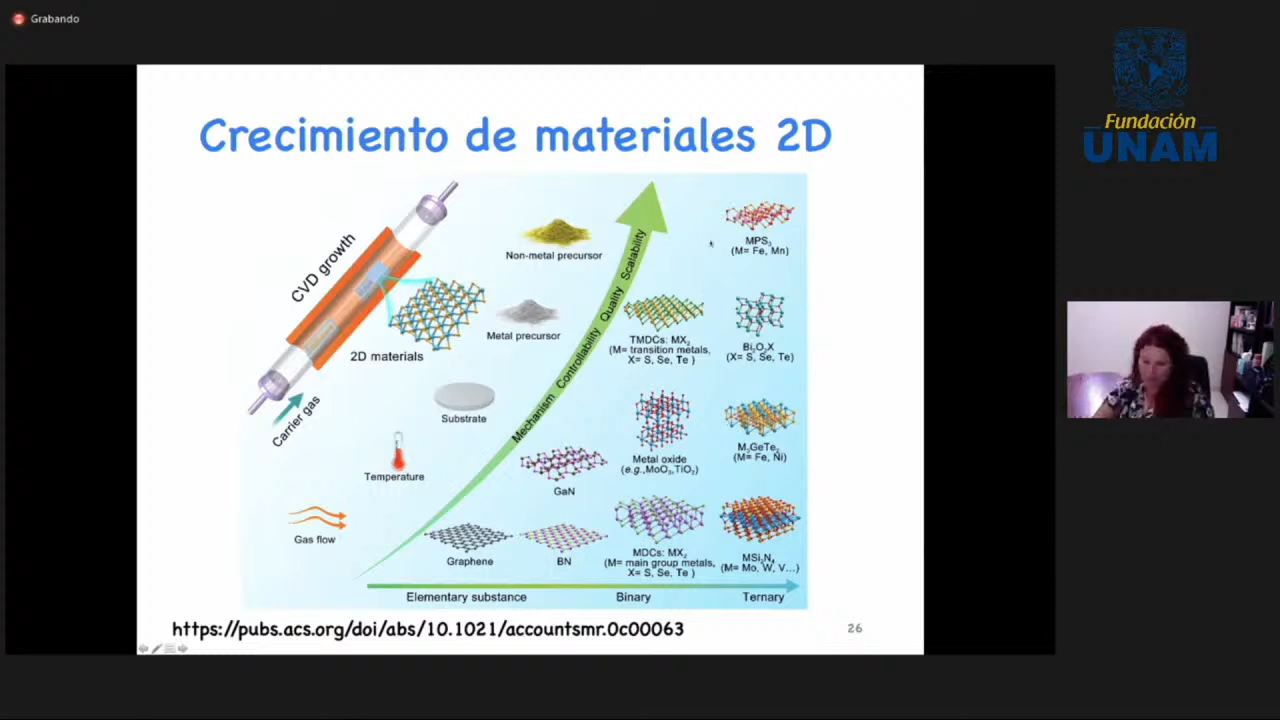 Grabando
Fundación
UNAM
Crecimiento de materiales 2D
CVD growth
Carrier gas
2D materials
Non-metal precursor
Metal precursor
Substrate
Temperature
Gas flow
Mechanism Controllability Quality Scalability
MPS₃
(M= Fe, Mn)
TMDCs: MX₂
(M= transition metals,
X= S, Se, Te )
Bi₂O₂X
(X= S, Se, Te)
Metal oxide
(e.g.,MoO₃,TiO₂)
M₃GeTe₂
(M= Fe, Ni)
GaN
Graphene
BN
MDCs: MX₂
(M= main group metals,
X= S, Se, Te )
MSi₂N₄
(M= Mo, W, V...)
Elementary substance
Binary
Ternary
https://pubs.acs.org/doi/abs/10.1021/accountsmr.0c00063
26